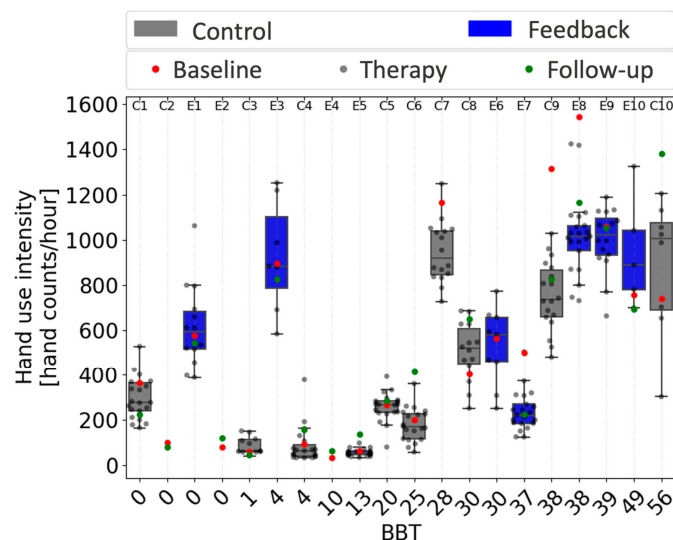 Control Feedback
Baseline Therapy Follow-up
C1 C2 E1 E2 C3 E3 C4 E4 E5 C5 C6 C7 C8 E6 E7 C9 E8 E9 E10 C10
Hand use intensity
[hand counts/hour]
1600
1400
1200
1000
800
600
400
200
0
0 0 0 0 1 4 4 10 13 20 25 28 30 30 37 38 38 39 49 56
BBT